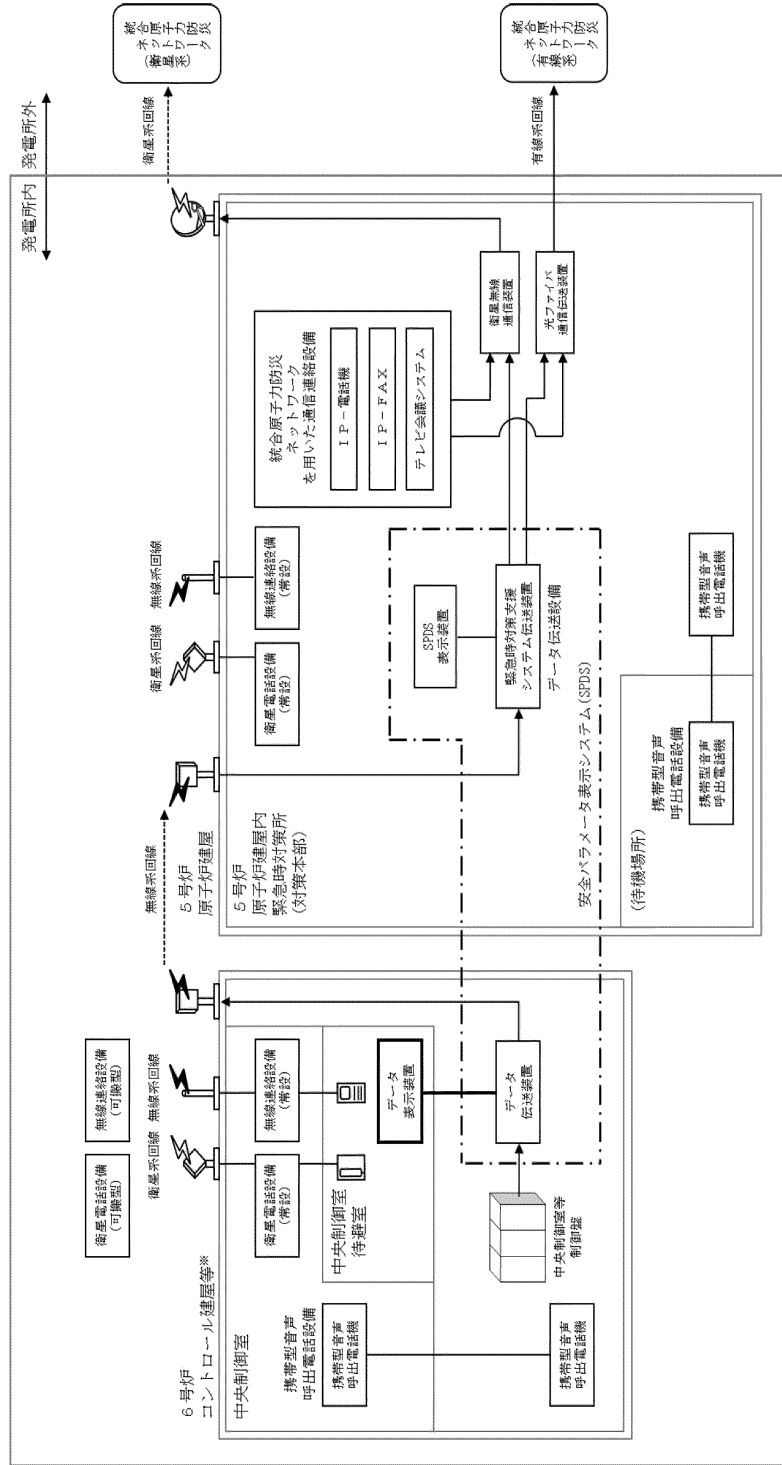 発電所内
発電所外
統合原子力防災
ネットワーク
(衛星系)
統合原子力防災
ネットワーク
(有線系)
衛星系回線
有線系回線
衛星電話設備
(可搬型)
無線連絡設備
(可搬型)
衛星系回線
無線系回線
無線系回線
6号炉
コントロール建屋等※
中央制御室
衛星電話設備
(常設)
無線連絡設備
(常設)
中央制御室
待避室
携帯型音声
呼出電話設備
携帯型音声
呼出電話機
携帯型音声
呼出電話機
データ
表示装置
データ
伝送装置
中央制御室等
制御盤
5号炉
原子炉建屋
5号炉
原子炉建屋内
緊急時対策所
(対策本部)
衛星系回線
無線系回線
衛星電話設備
(常設)
無線連絡設備
(常設)
統合原子力防災
ネットワーク
を用いた通信連絡設備
IP-電話機
IP-FAX
テレビ会議システム
衛星無線
通信装置
光ファイバ
通信伝送装置
SPDS
表示装置
緊急時対策支援
システム伝送装置
データ伝送設備
安全パラメータ表示システム(SPDS)
(待機場所)
携帯型音声
呼出電話設備
携帯型音声
呼出電話機
携帯型音声
呼出電話機